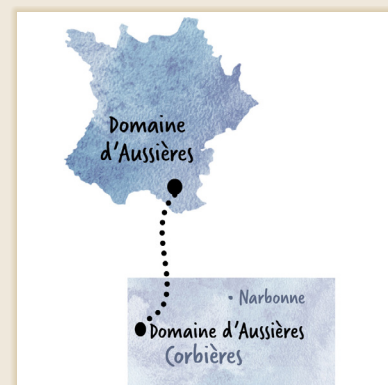 Domaine
d'Aussières
• Narbonne
Domaine d'Aussières
Corbières